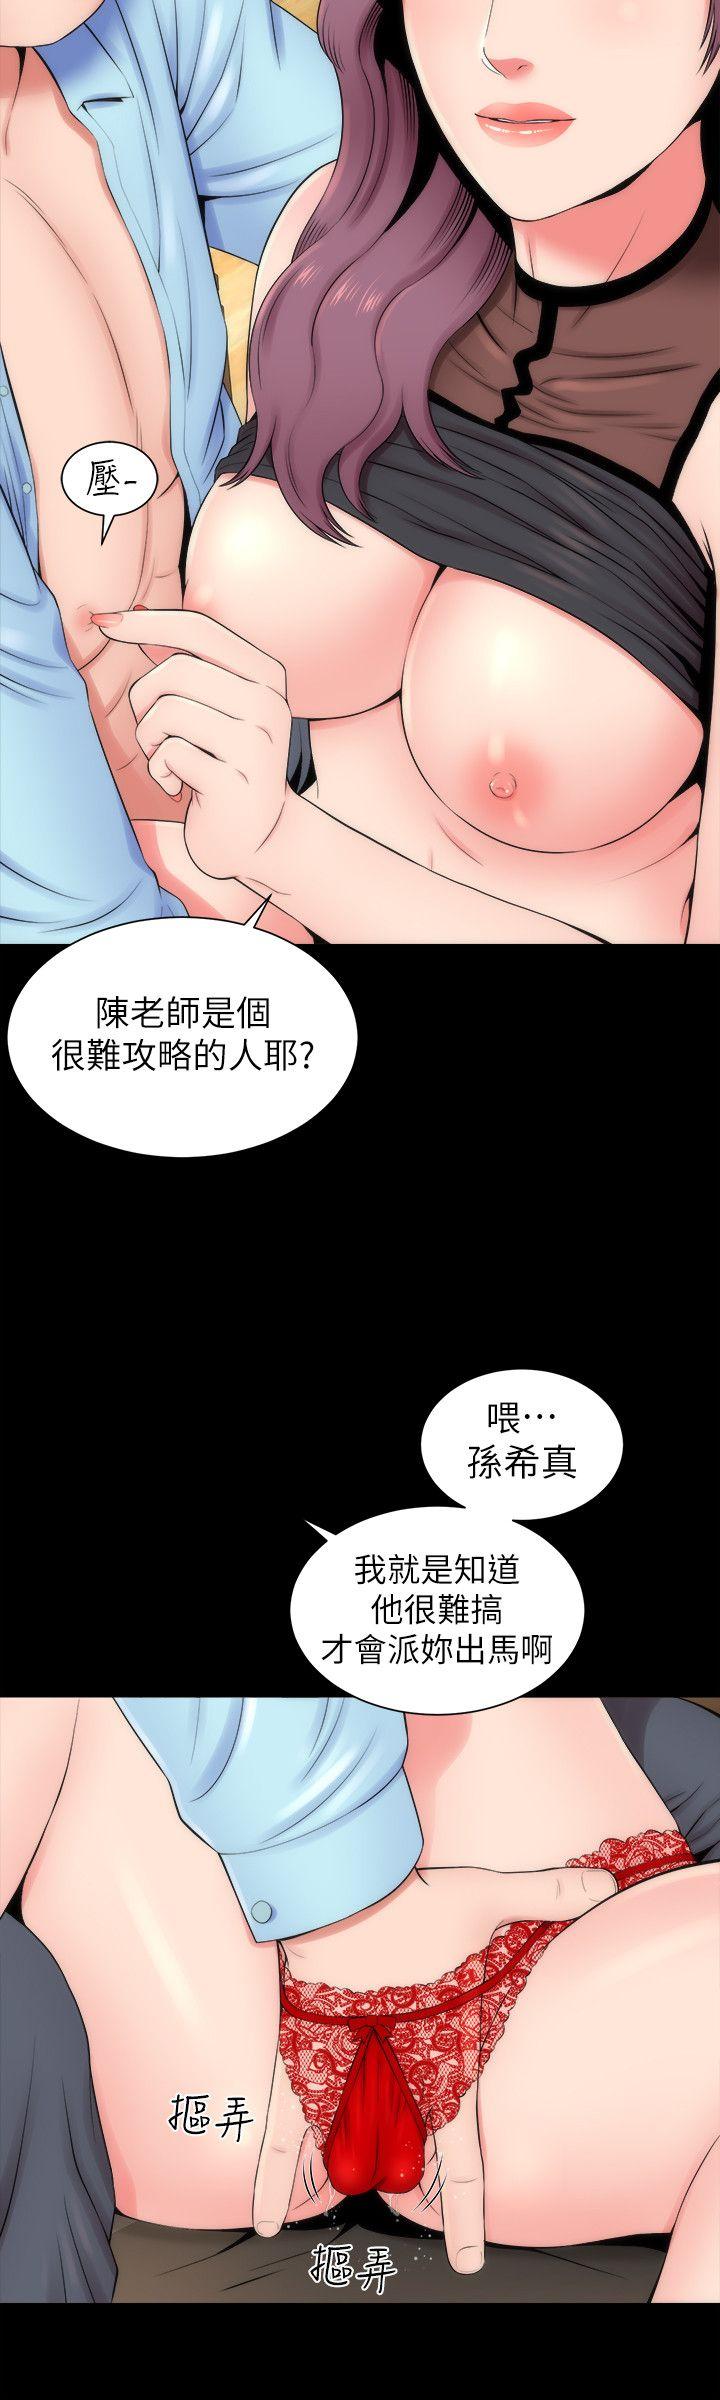 壓-
陳老師是個
很難攻略的人耶?
喂…
孫希真
我就是知道
他很難搞
才會派妳出馬啊
摳弄
摳弄